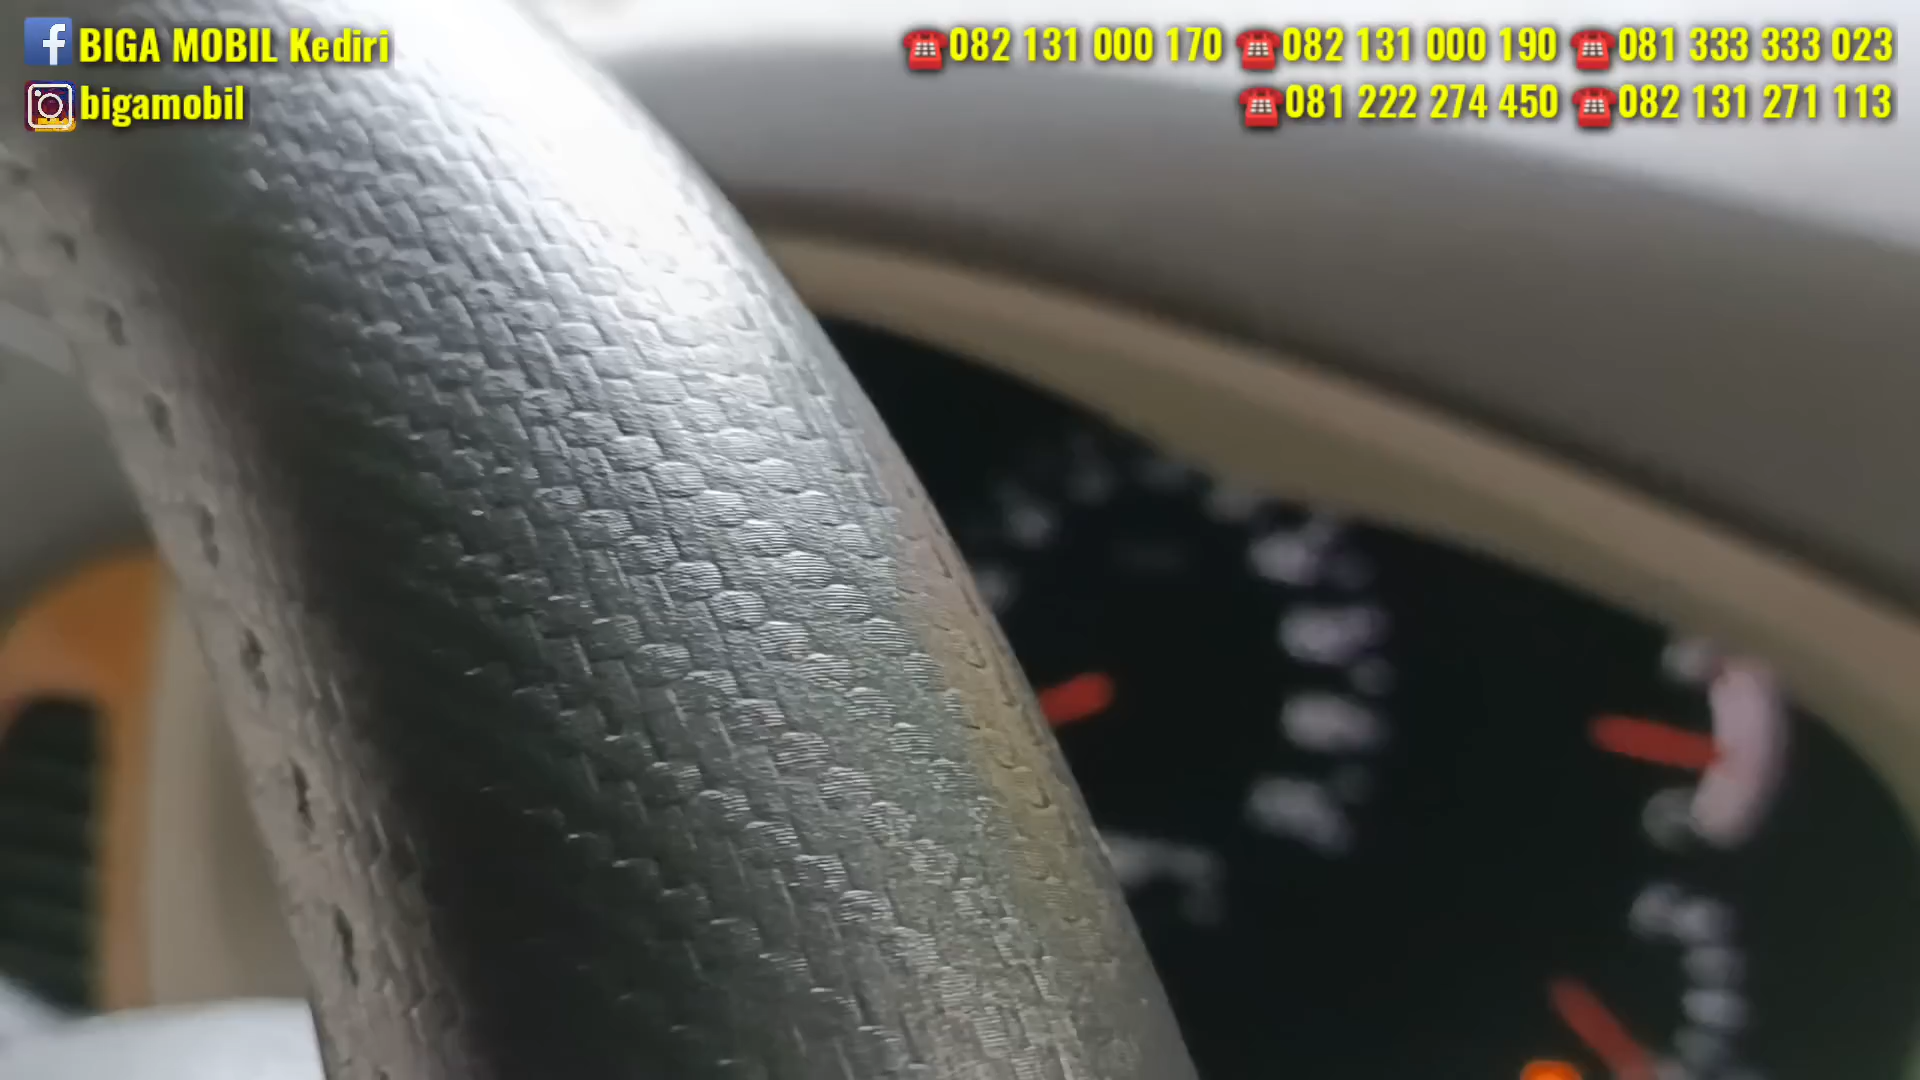 BIGA MOBIL Kediri
bigamobil
082 131 000 170 082 131 000 190 081 333 333 023
081 222 274 450 082 131 271 113